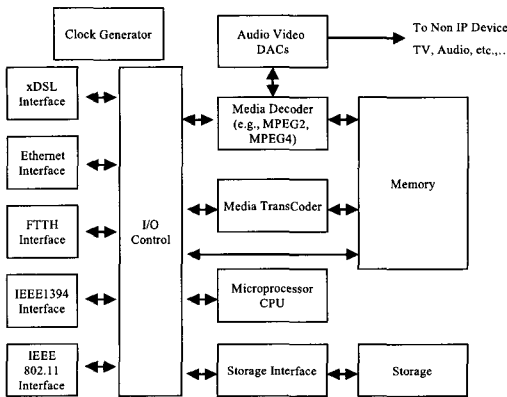 Clock Generator
Audio Video
DACs
To Non IP Device
TV, Audio, etc.,..
xDSL
Interface
Media Decoder
(e.g., MPEG2,
MPEG4)
Ethernet
Interface
Memory
Media TransCoder
FTTH
Interface
I/O
Control
Microprocessor
CPU
IEEE1394
Interface
IEEE
802.11
Interface
Storage Interface
Storage